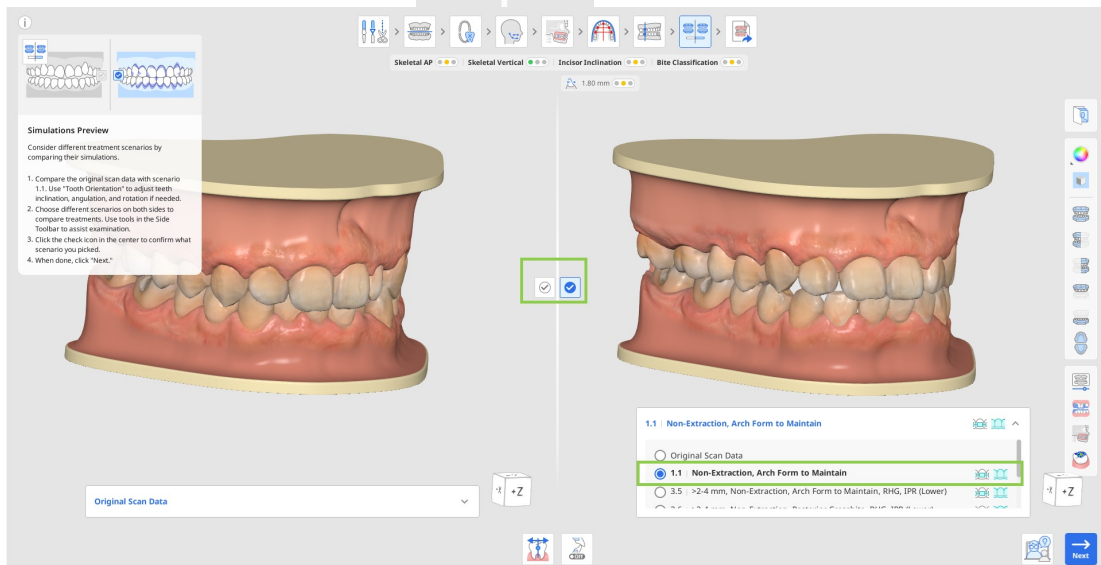 i
Skeletal AP | Skeletal Vertical | Incisor Inclination | Bite Classification
1.80 mm
Simulations Preview
Consider different treatment scenarios by
comparing their simulations.
1. Compare the original scan data with scenario
1.1. Use "Tooth Orientation" to adjust teeth
inclination, angulation, and rotation if needed.
2. Choose different scenarios on both sides to
compare treatments. Use tools in the Side
Toolbar to assist examination.
3. Click the check icon in the center to confirm what
scenario you picked.
4. When done, click "Next."
1.1 | Non-Extraction, Arch Form to Maintain
Original Scan Data
1.1 | Non-Extraction, Arch Form to Maintain
3.5 | >2-4 mm, Non-Extraction, Arch Form to Maintain, RHG, IPR (Lower)
Original Scan Data
-X +Z
-X +Z
OFF
Next